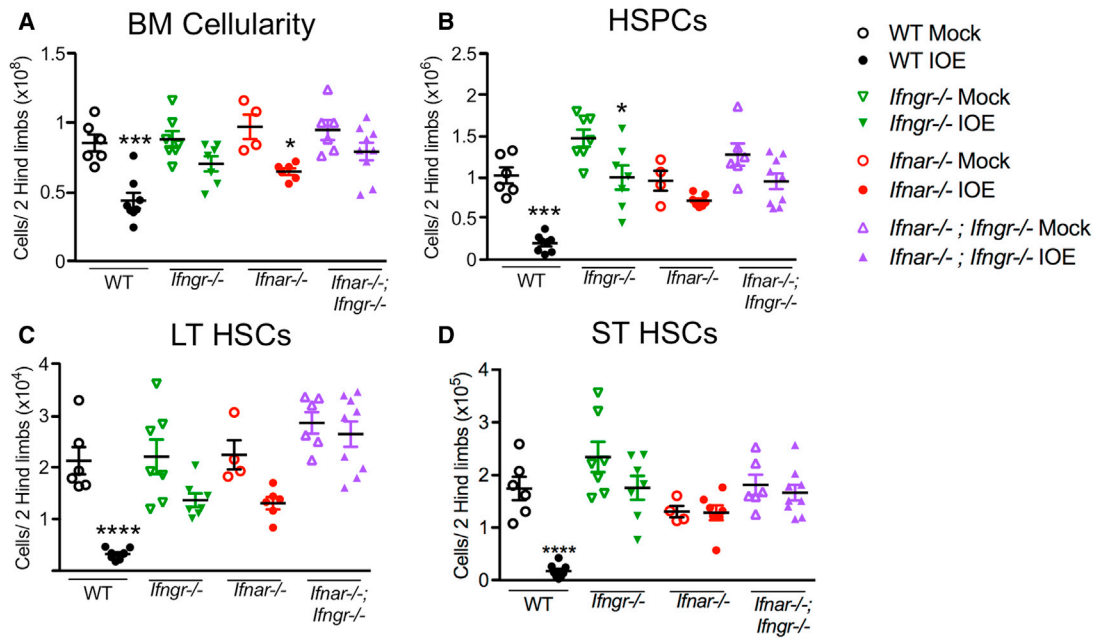 A
BM Cellularity
Cells/ 2 Hind limbs (x10⁸)
1.5
1
0.5
0
***
*
WT
Ifngr-/-
Ifnar-/-
Ifnar-/-;
Ifngr-/-
B
HSPCs
Cells/ 2 Hind limbs (x10⁶)
2.5
2
1.5
1
0.5
0
***
*
WT
Ifngr-/-
Ifnar-/-
Ifnar-/-;
Ifngr-/-
WT Mock
WT IOE
Ifngr-/- Mock
Ifngr-/- IOE
Ifnar-/- Mock
Ifnar-/- IOE
Ifnar-/- ; Ifngr-/- Mock
Ifnar-/- ; Ifngr-/- IOE
C
LT HSCs
Cells/ 2 Hind limbs (x10⁴)
4
3
2
1
****
WT
Ifngr-/-
Ifnar-/-
Ifnar-/-;
Ifngr-/-
D
ST HSCs
Cells/ 2 Hind limbs (x10⁵)
4
3
2
1
0
****
WT
Ifngr-/-
Ifnar-/-
Ifnar-/-;
Ifngr-/-